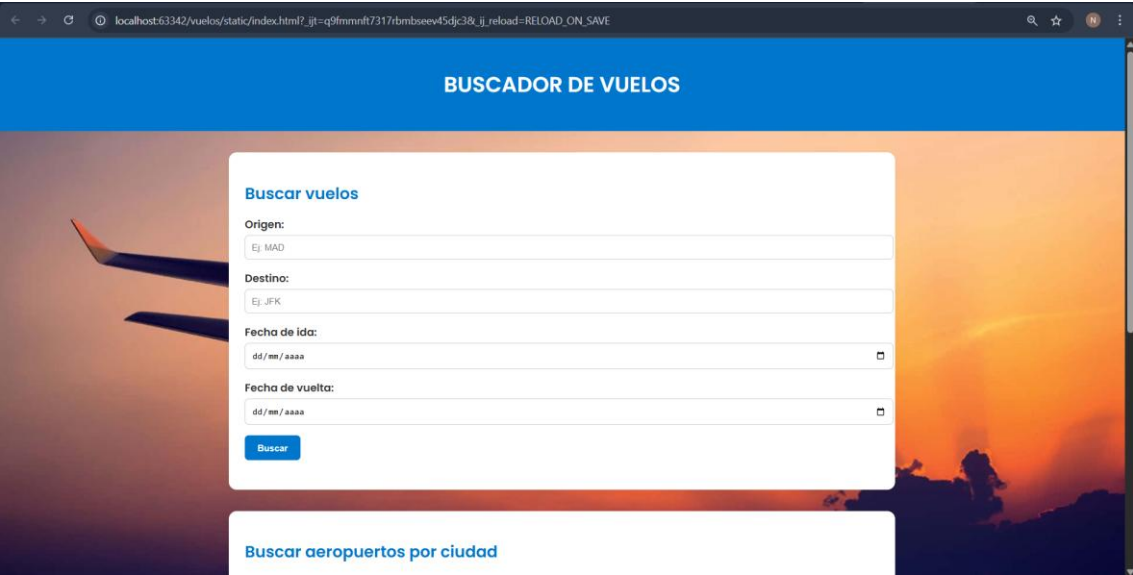 localhost:63342/vuelos/static/index.html?_ijt=q9fmmnft7317rbmbseev45djc3&_ij_reload=RELOAD_ON_SAVE
N
BUSCADOR DE VUELOS
Buscar vuelos
Origen:
Ej: MAD
Destino:
Ej: JFK
Fecha de ida:
dd/mm/aaaa
Fecha de vuelta:
dd/mm/aaaa
Buscar
Buscar aeropuertos por ciudad